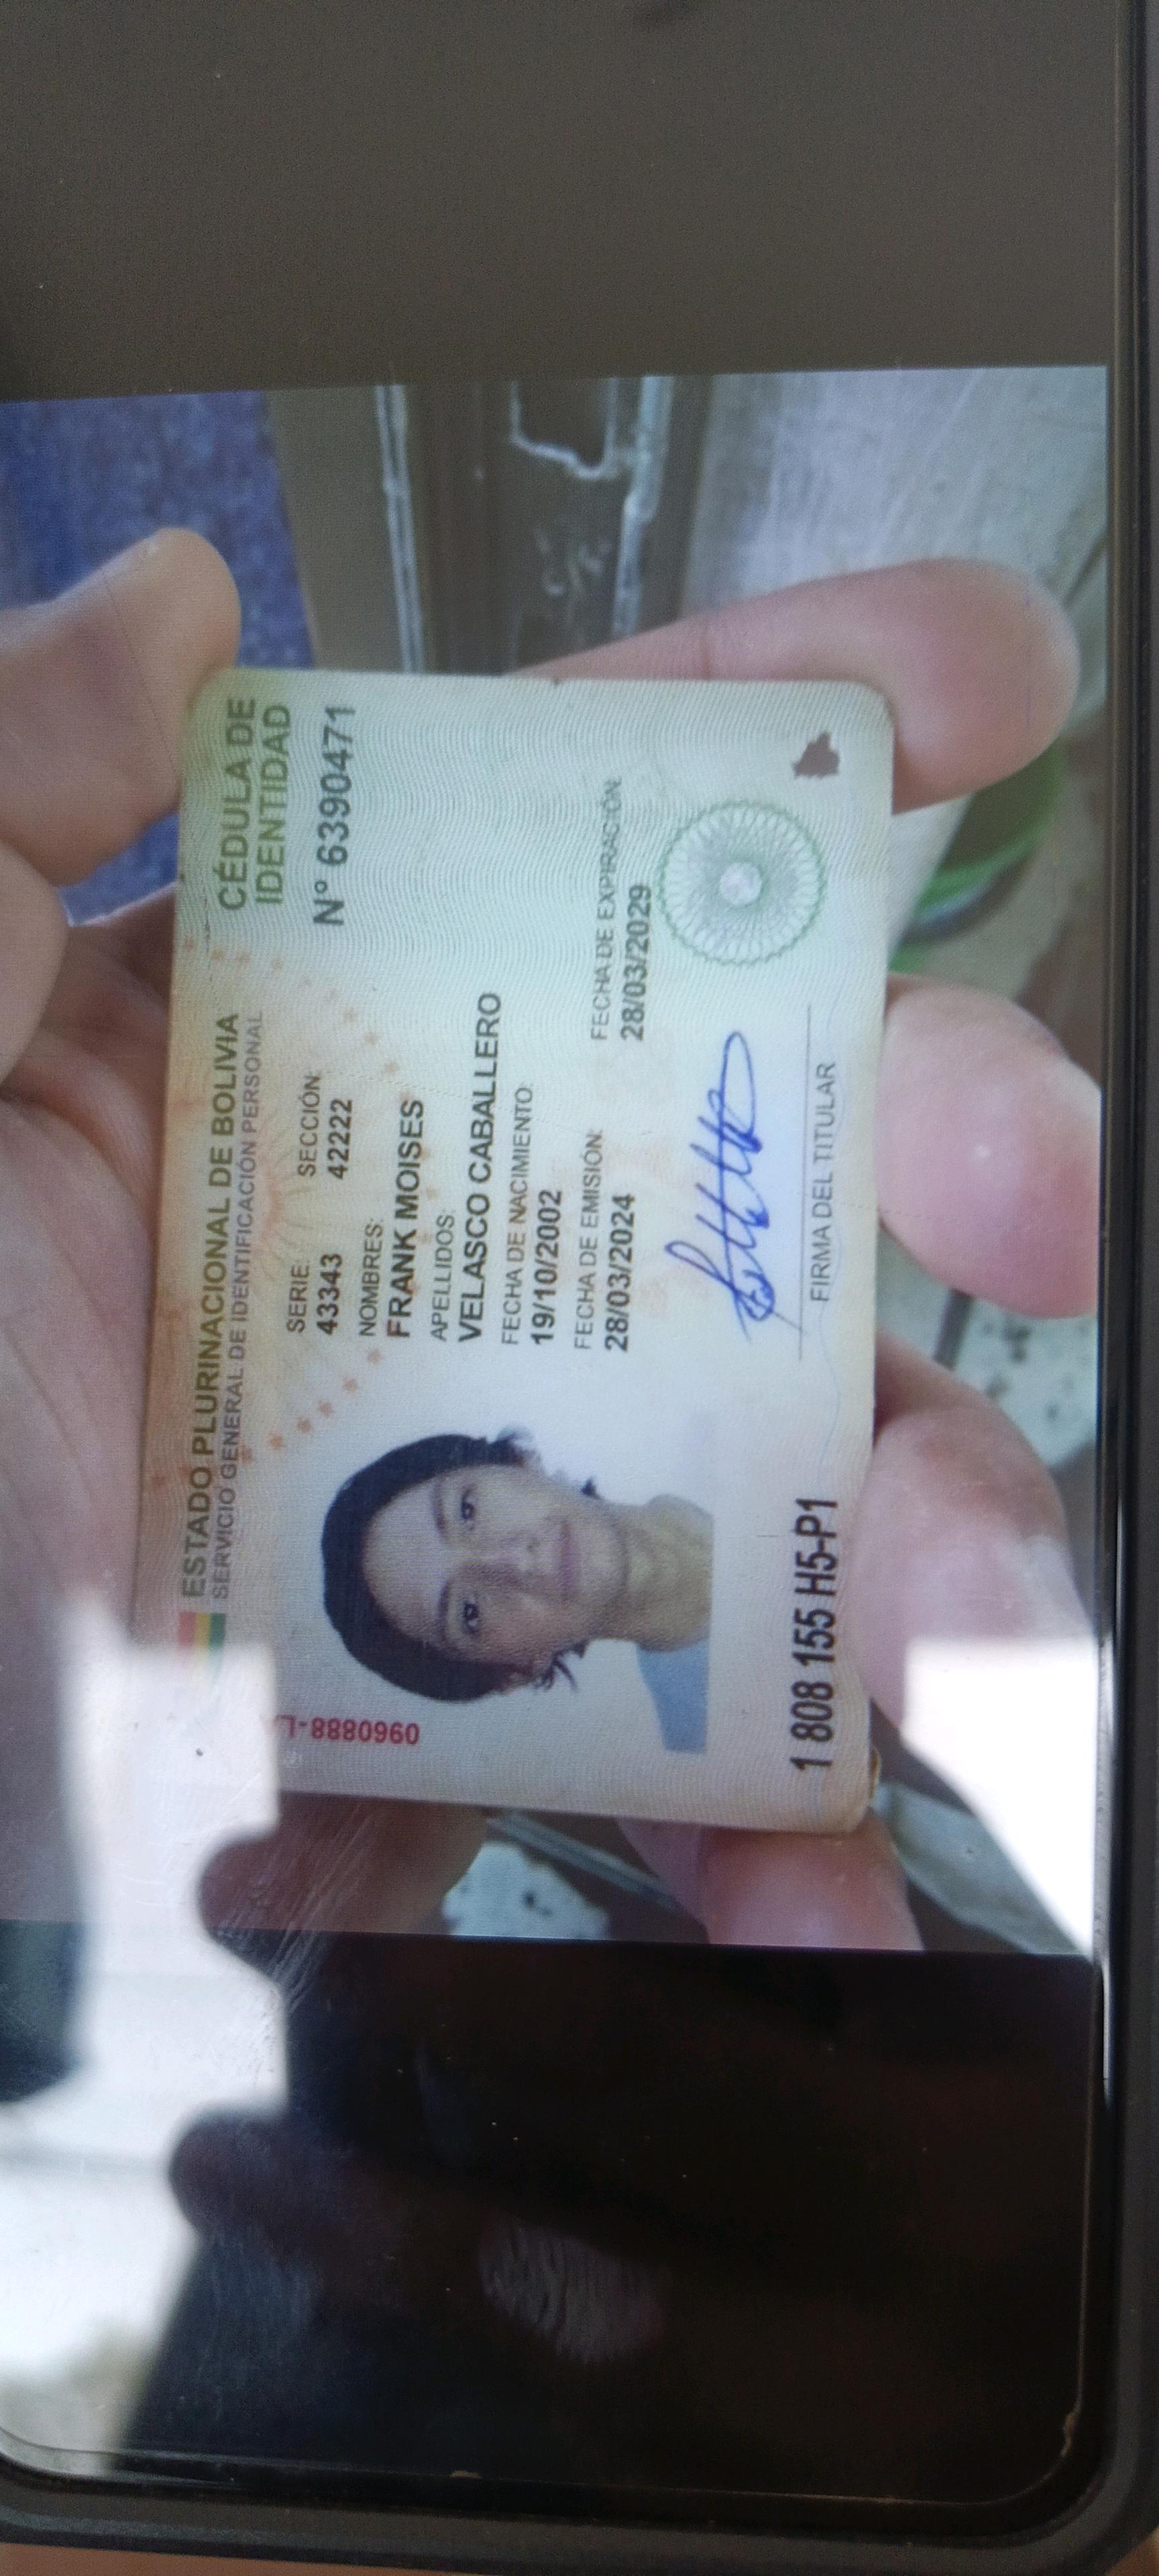 ESTADO PLURINACIONAL DE BOLIVIA
SERVICIO GENERAL DE IDENTIFICACIÓN PERSONAL
CÉDULA DE
IDENTIDAD
N° 6390471
SERIE: SECCIÓN:
43343 42222
NOMBRES:
FRANK MOISES
APELLIDOS:
VELASCO CABALLERO
FECHA DE NACIMIENTO:
19/10/2002
FECHA DE EMISIÓN: FECHA DE EXPIRACIÓN:
28/03/2024 28/03/2029
FIRMA DEL TITULAR
0960888
1 808 155 H5-P1